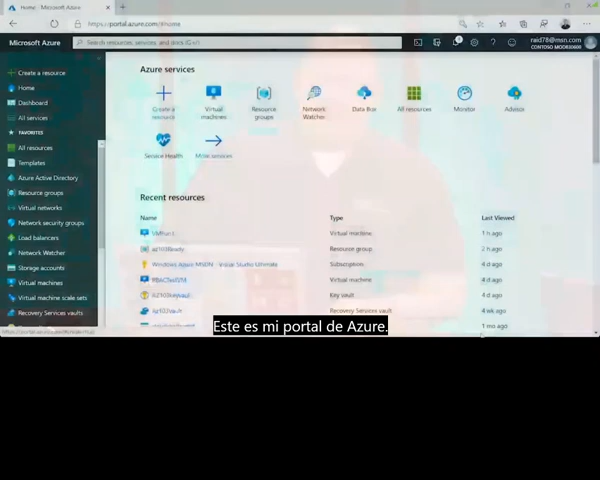 Home - Microsoft Azure
https://portal.azure.com/#home
Microsoft Azure
Search resources, services, and docs (G+/)
raid78@msn.com
Create a resource
Home
Dashboard
All services
FAVORITES
All resources
Templates
Azure Active Directory
Resource groups
Virtual networks
Network security groups
Load balancers
Network Watcher
Storage accounts
Virtual machines
Virtual machine scale sets
Recovery Services vaults
Azure services
Create a resource
Virtual machines
Resource groups
Network Watcher
Data Box
All resources
Monitor
Advisor
Service Health
More services
Recent resources
Name Type Last Viewed
Virtual machine 1 h ago
Resource group 2 h ago
Windows Azure MSDN - Visual Studio Ultimate Subscription 4 d ago
Virtual machine 4 d ago
Key vault 4 d ago
Recovery Services vault 4 wk ago
1 mo ago
Este es mi portal de Azure.